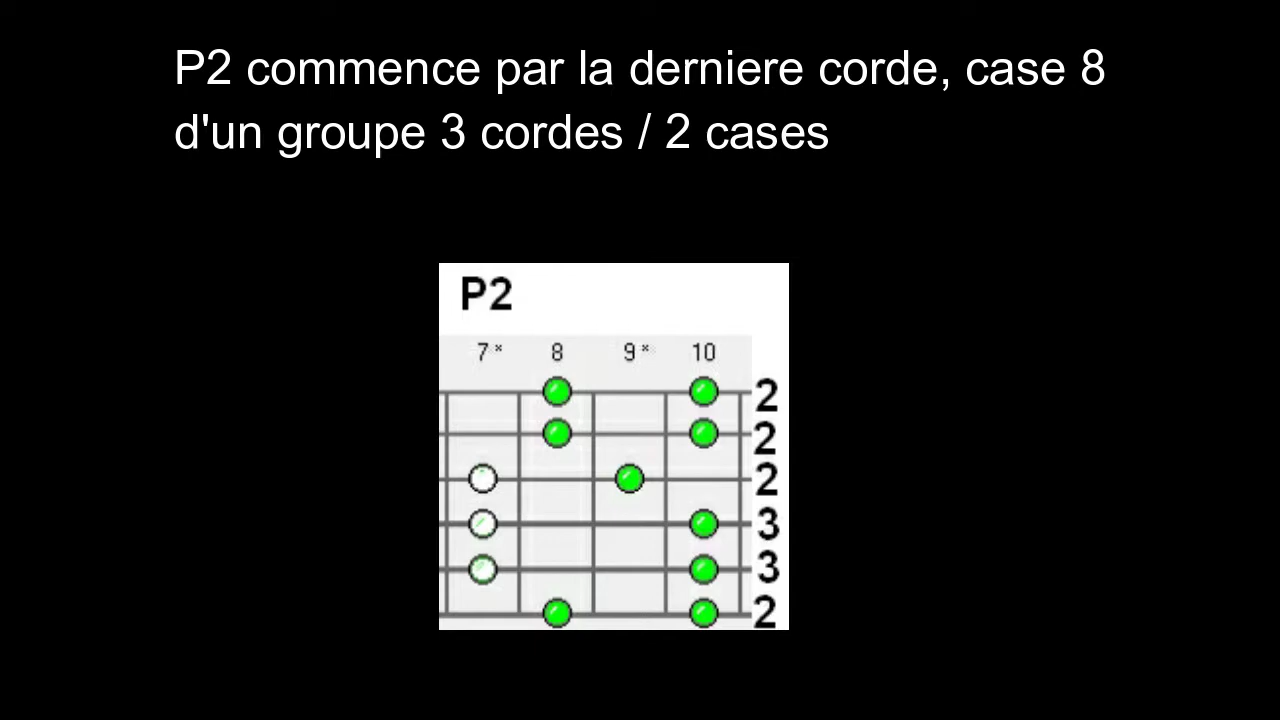 P2 commence par la derniere corde, case 8
d'un groupe 3 cordes / 2 cases
P2
7* 8 9* 10
2
2
2
3
3
2